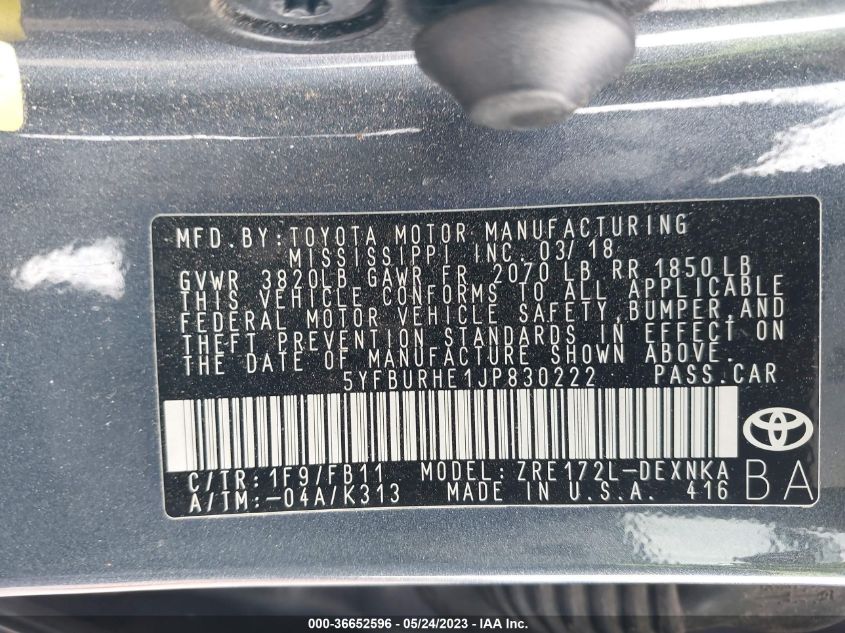 MFD.BY:TOYOTA MOTOR MANUFACTURING
MISSISSIPPI INC. 03/18
GVWR 3820LB GAWR FR 2070 LB RR 1850 LB
THIS VEHICLE CONFORMS TO ALL APPLICABLE
FEDERAL MOTOR VEHICLE SAFETY,BUMPER,AND
THEFT PREVENTION STANDARDS IN EFFECT ON
THE DATE OF MANUFACTURE SHOWN ABOVE.
5YFBURHE1JP830222 PASS.CAR
C/TR:1F9/FB11 MODEL:ZRE172L-DEXNKA
A/TM:-04A/K313 MADE IN U.S.A. 416 BA
000-36652596 - 05/24/2023 - Copyright © IAA, Inc.